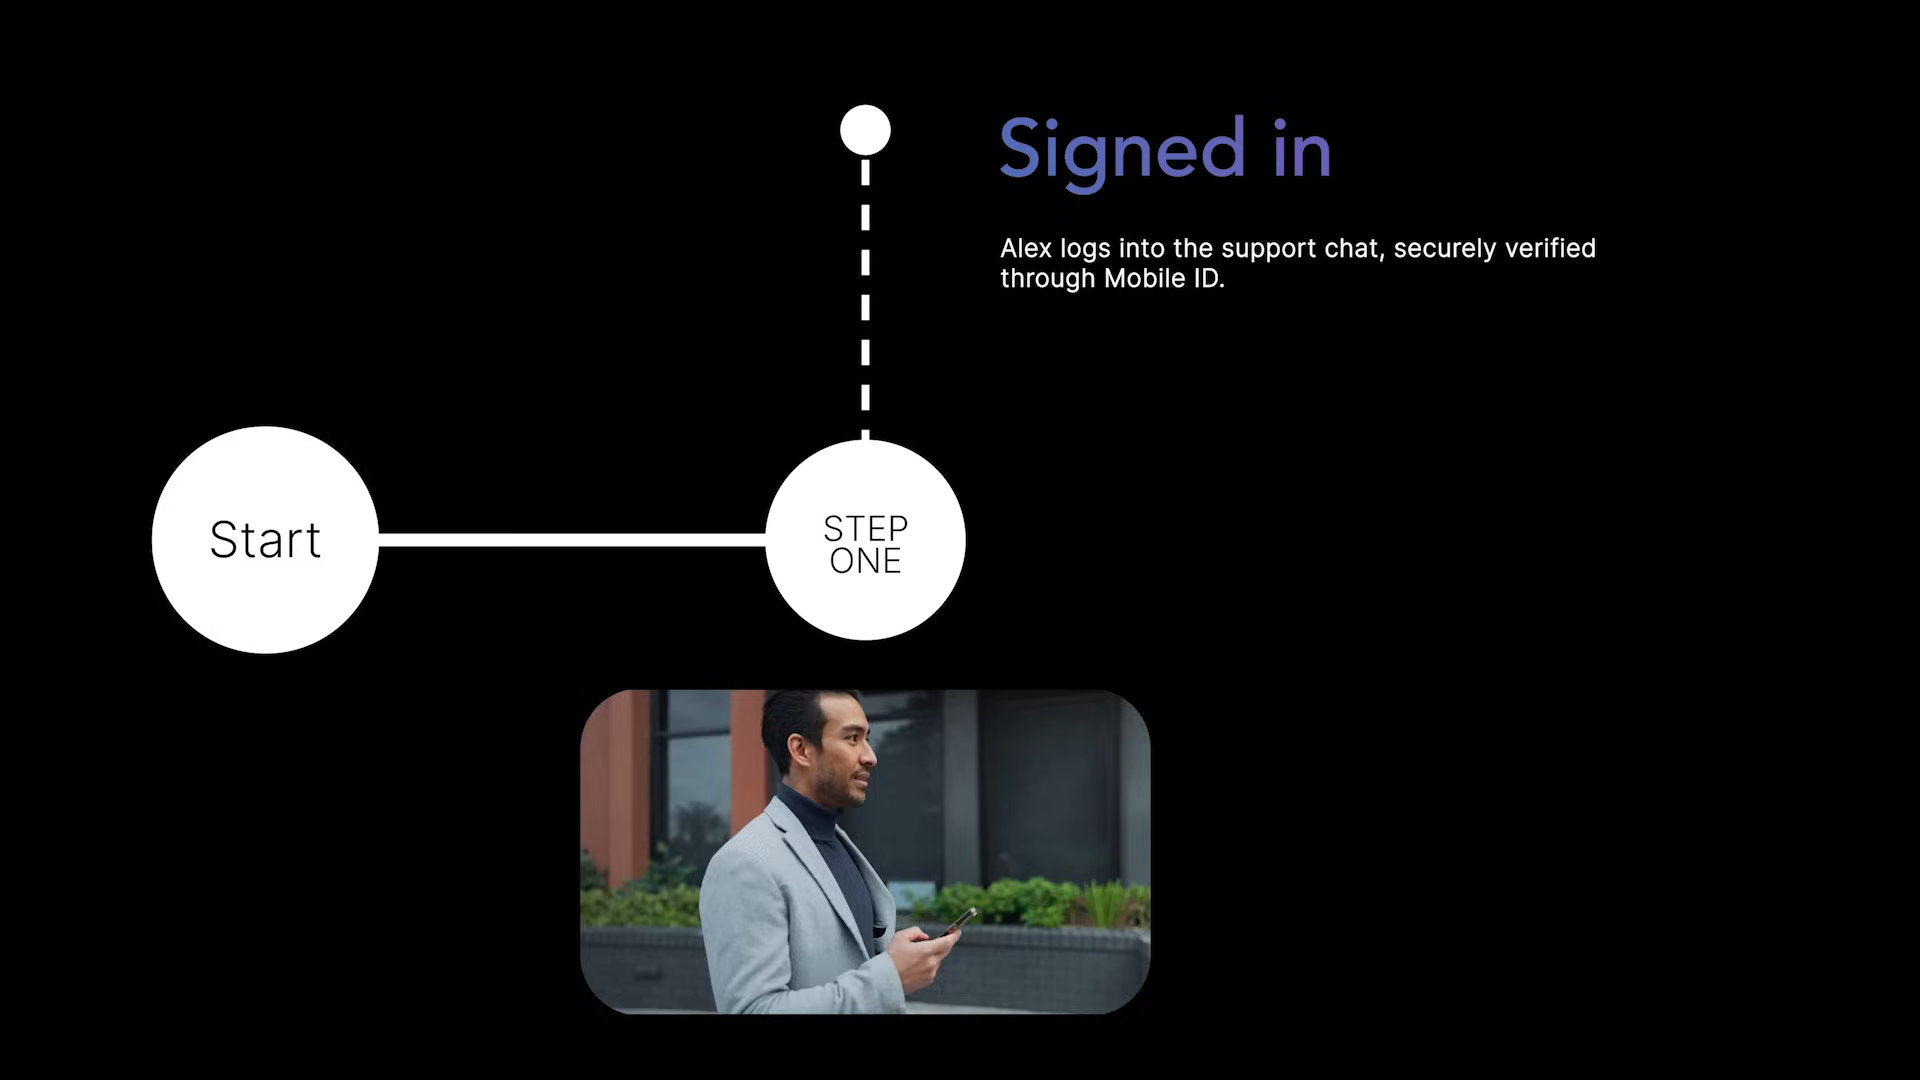 Signed in
Alex logs into the support chat, securely verified
through Mobile ID.
Start
STEP
ONE